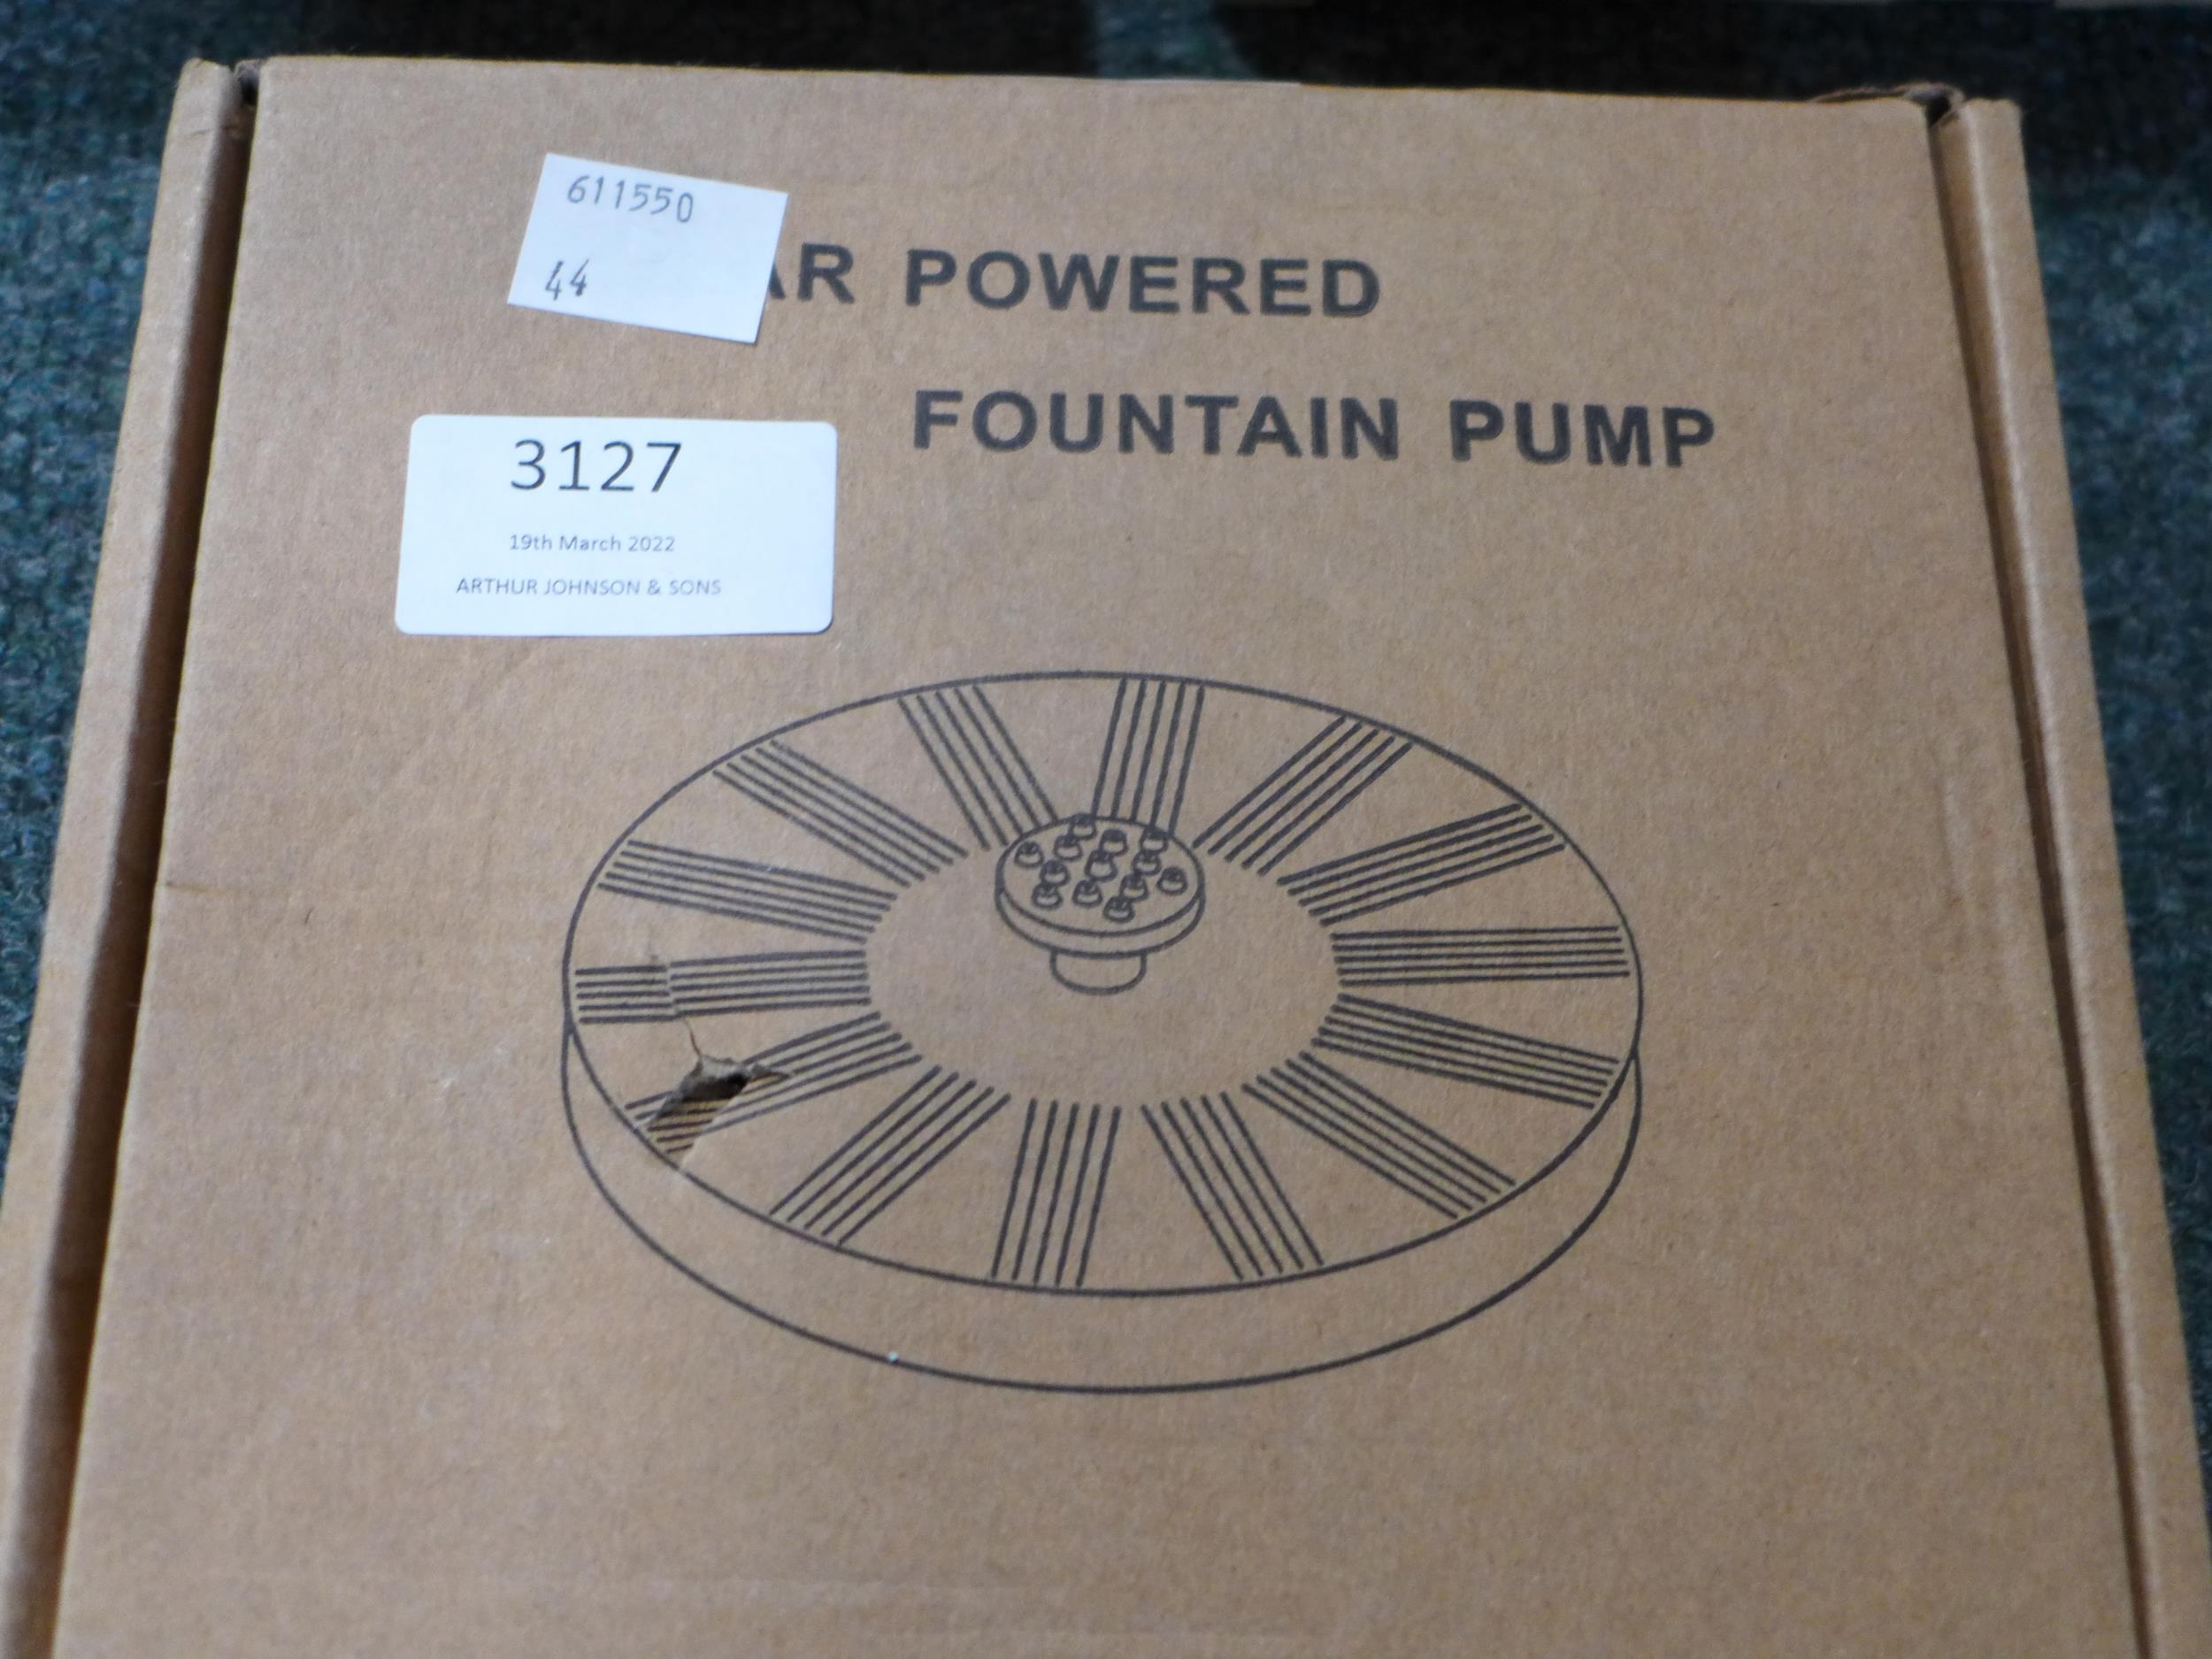 611550
44
AR POWERED
FOUNTAIN PUMP
3127
19th March 2022
ARTHUR JOHNSON & SONS